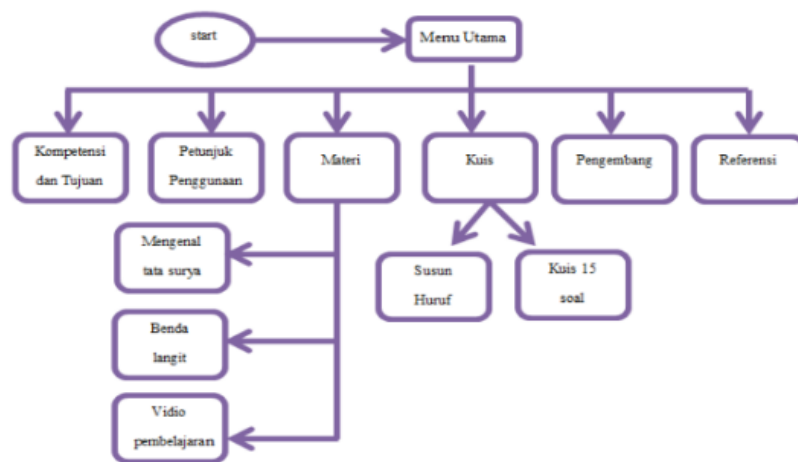 start
Menu Utama
Kompetensi
dan Tujuan
Petunjuk
Penggunaan
Materi
Kuis
Pengembang
Referensi
Mengenal
tata surya
Benda
langit
Vidio
pembelajaran
Susun
Huruf
Kuis 15
soal